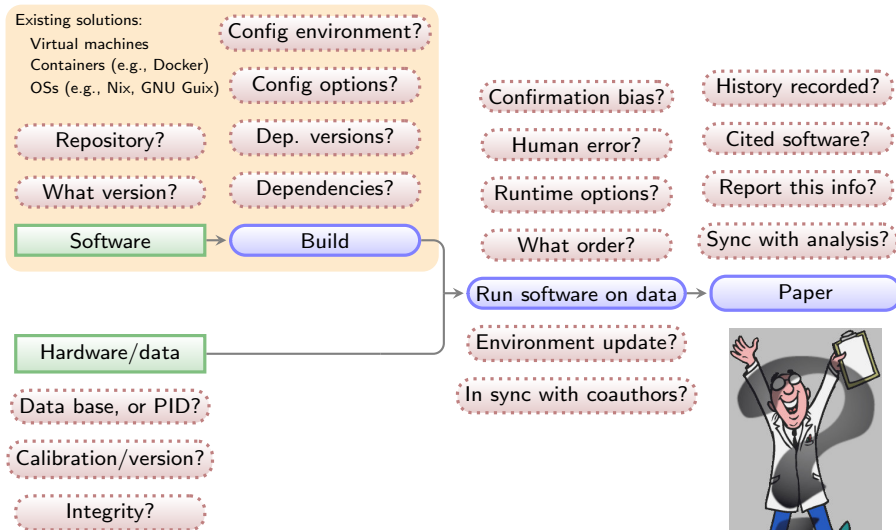 Existing solutions:
Virtual machines
Containers (e.g., Docker)
OSs (e.g., Nix, GNU Guix)
Repository?
What version?
Software
Config environment?
Config options?
Dep. versions?
Dependencies?
Build
Hardware/data
Data base, or PID?
Calibration/version?
Integrity?
Confirmation bias?
Human error?
Runtime options?
What order?
Run software on data
Environment update?
In sync with coauthors?
History recorded?
Cited software?
Report this info?
Sync with analysis?
Paper
?